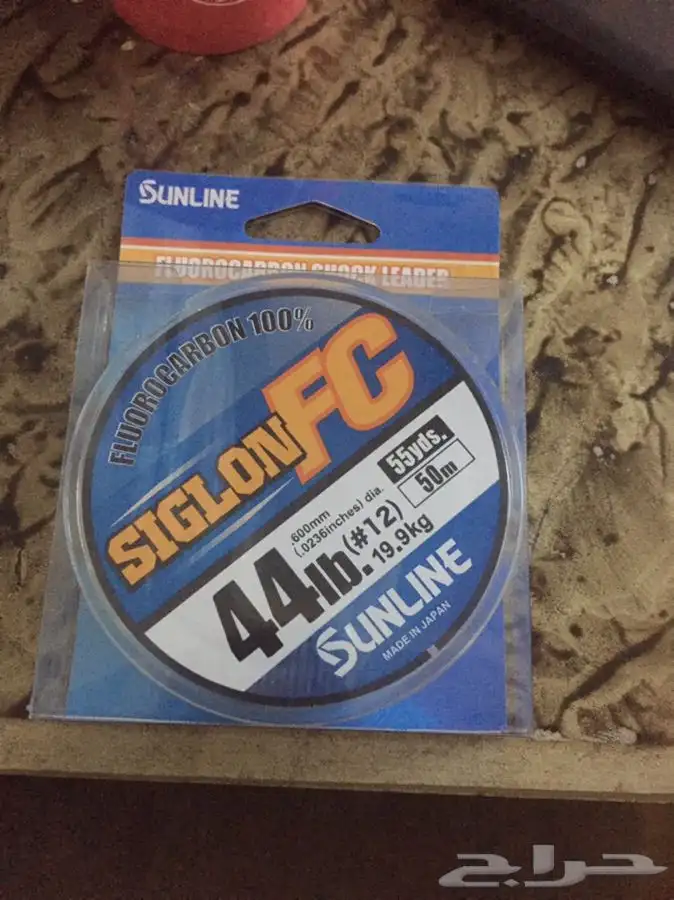 SUNLINE
FLUOROCARBON SHOCK LEADER
FLUOROCARBON 100%
SIGLON FC
55yds.
50m
.600mm
(.0236inches) dia.
44lb. (#12)
19.9kg
SUNLINE
MADE IN JAPAN
حراج